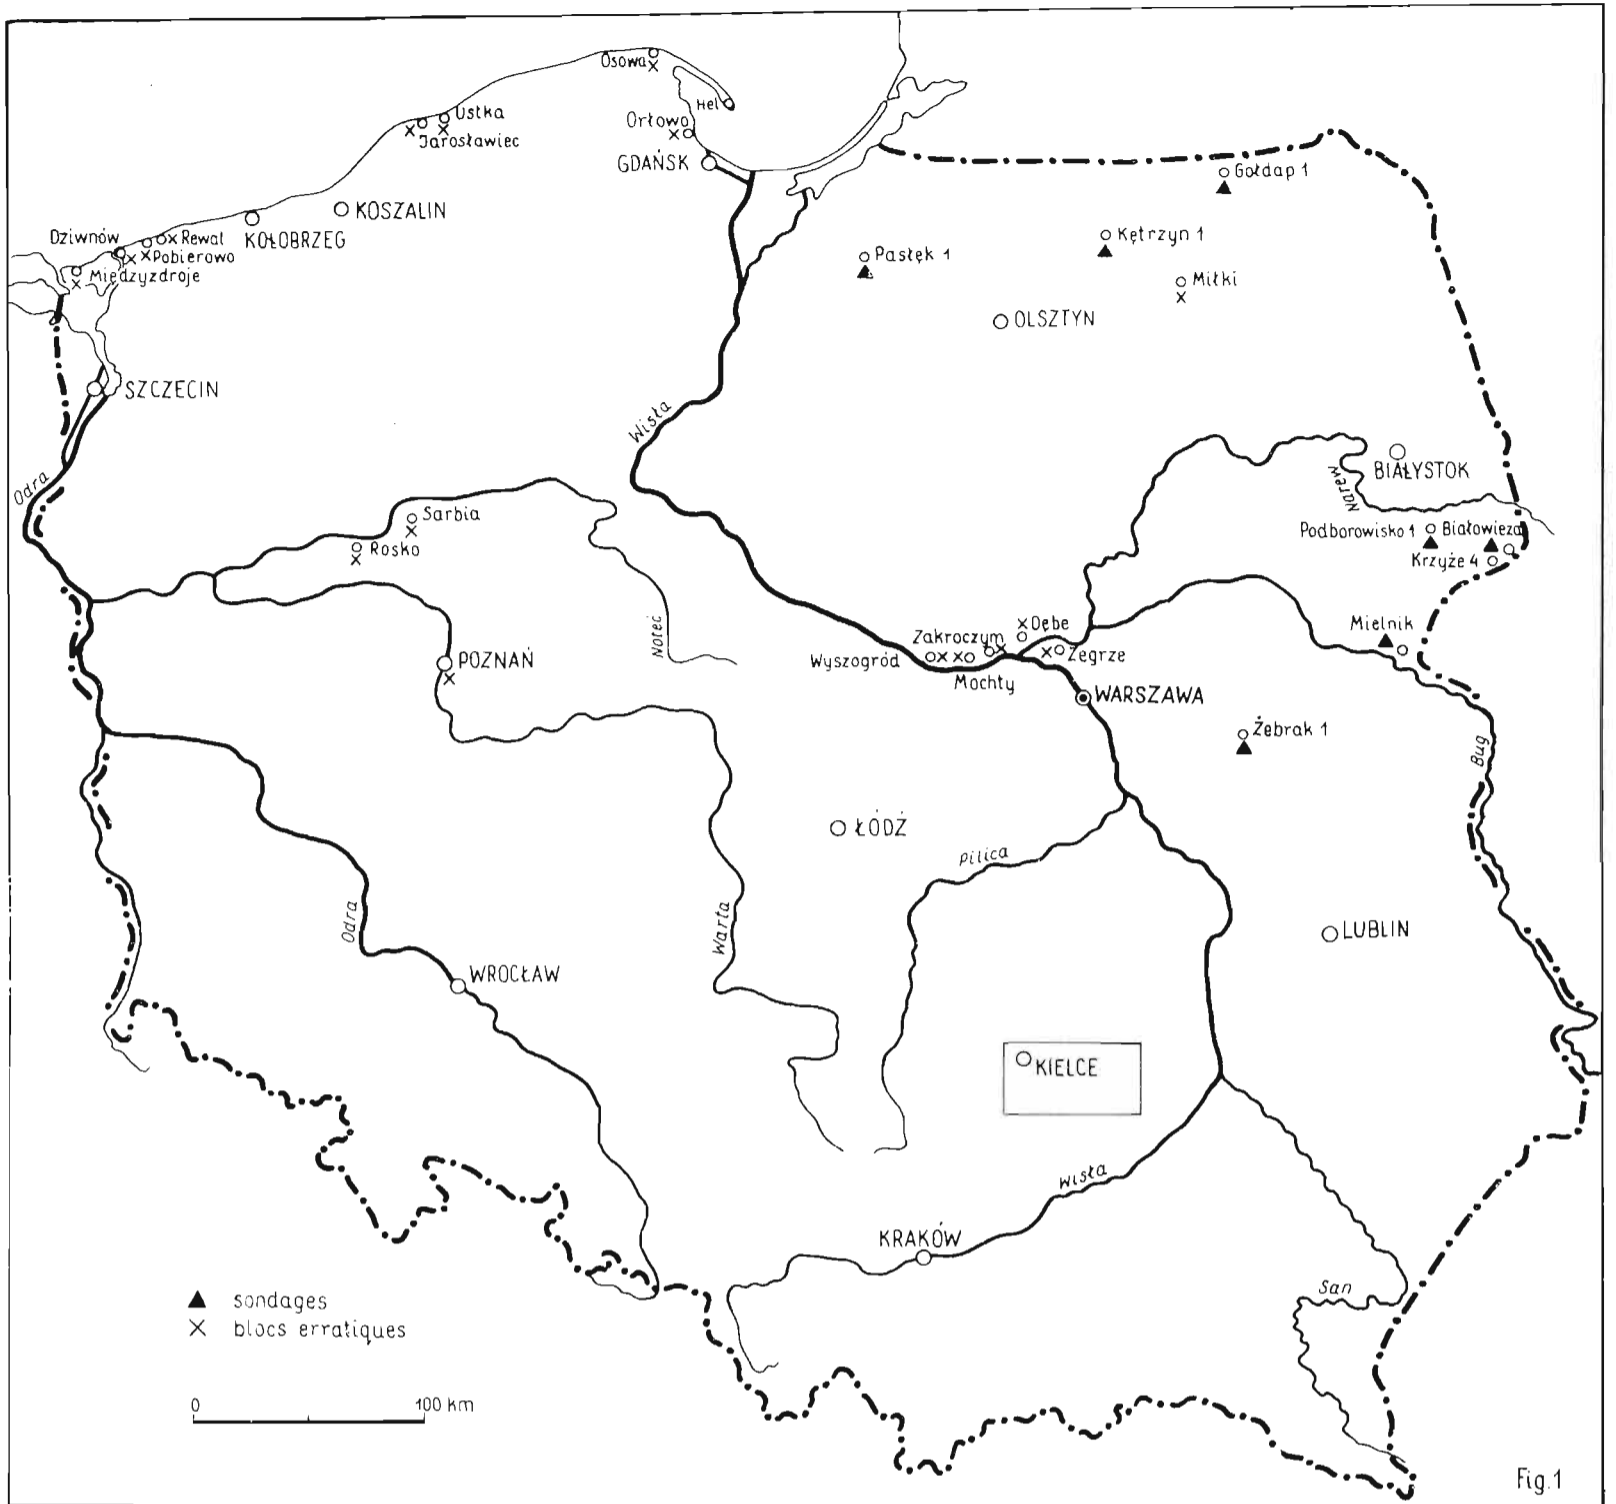 Osowa
Hel
Ustka
Jarosławiec
Orłowo
GDAŃSK
Gołdap 1
KOSZALIN
KOŁOBRZEG
Dziwnów
Rewal
Pobierowo
Międzyzdroje
Pasłęk 1
Kętrzyn 1
Miłki
OLSZTYN
SZCZECIN
Wisła
Odra
BIAŁYSTOK
Narew
Sarbia
Rosko
Podborowisko 1
Białowieza
Krzyże 4
Noteć
Zakroczym
Dębe
Wyszogród
Zegrze
Mochty
Mielnik
POZNAŃ
WARSZAWA
Żebrak 1
Bug
ŁÓDŹ
Pilica
Odra
Warta
LUBLIN
WROCŁAW
KIELCE
Wisła
KRAKÓW
San
sondages
blocs erratiques
0 100 km
Fig.1